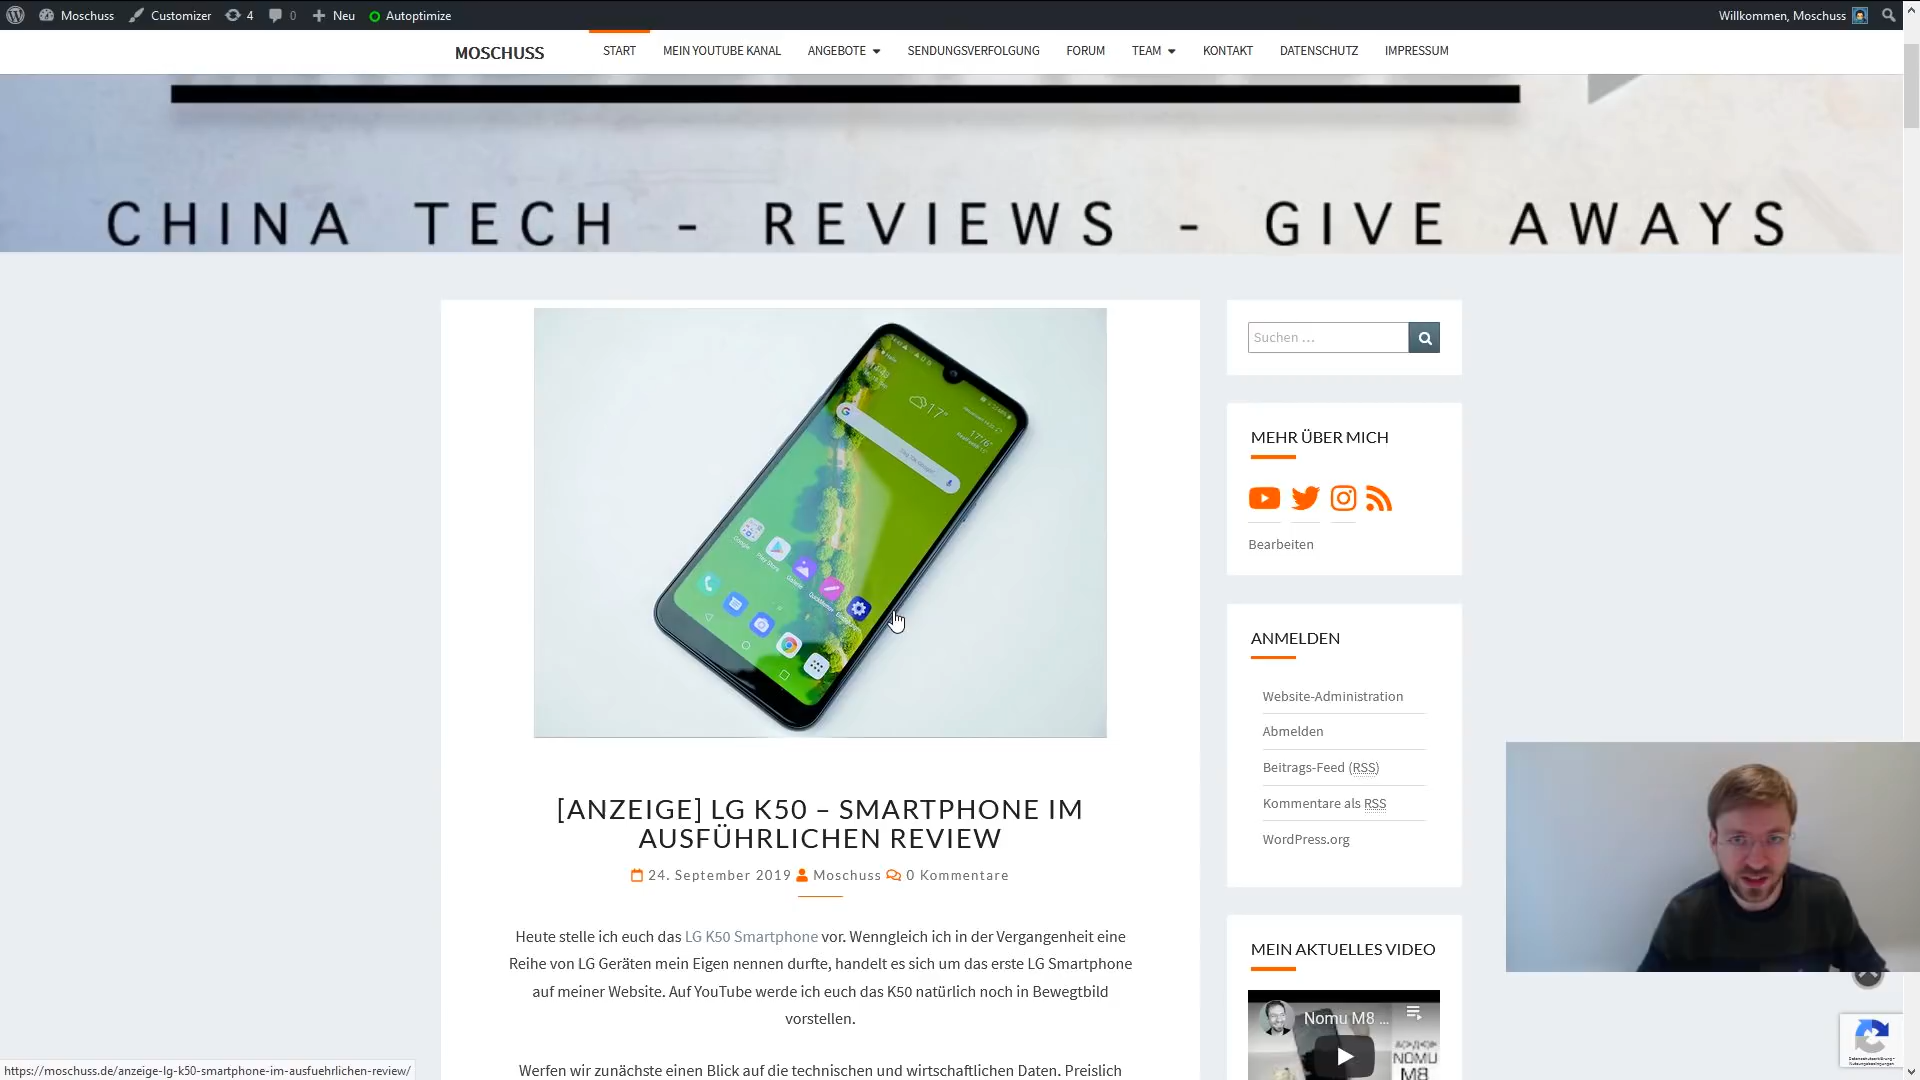 Moschuss
Customizer
4
0
Neu
Autoptimize
Willkommen, Moschuss
MOSCHUSS
START
MEIN YOUTUBE KANAL
ANGEBOTE
SENDUNGSVERFOLGUNG
FORUM
TEAM
KONTAKT
DATENSCHUTZ
IMPRESSUM
CHINA TECH - REVIEWS - GIVE AWAYS
17°
[ANZEIGE] LG K50 – SMARTPHONE IM
AUSFÜHRLICHEN REVIEW
24. September 2019 Moschuss 0 Kommentare
Heute stelle ich euch das LG K50 Smartphone vor. Wenngleich ich in der Vergangenheit eine
Reihe von LG Geräten mein Eigen nennen durfte, handelt es sich um das erste LG Smartphone
auf meiner Website. Auf YouTube werde ich euch das K50 natürlich noch in Bewegtbild
vorstellen.
Werfen wir zunächst einen Blick auf die technischen und wirtschaftlichen Daten. Preislich
Suchen …
MEHR ÜBER MICH
Bearbeiten
ANMELDEN
Website-Administration
Abmelden
Beitrags-Feed (RSS)
Kommentare als RSS
WordPress.org
MEIN AKTUELLES VIDEO
Nomu M8 ...
NOMU
M8
https://moschuss.de/anzeige-lg-k50-smartphone-im-ausfuehrlichen-review/